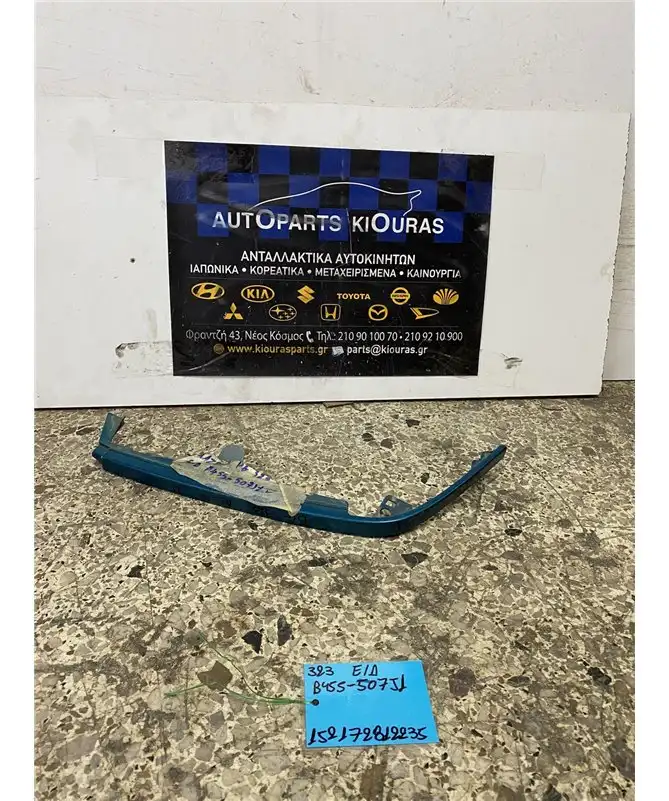 AUTOPARTS KIOURAS
ΑΝΤΑΛΛΑΚΤΙΚΑ ΑΥΤΟΚΙΝΗΤΩΝ
ΙΑΠΩΝΙΚΑ • ΚΟΡΕΑΤΙΚΑ • ΜΕΤΑΧΕΙΡΙΣΜΕΝΑ • ΚΑΙΝΟΥΡΓΙΑ
KIA TOYOTA
Φραντζή 43, Νέος Κόσμος Τηλ.: 210 90 100 70 • 210 92 10 900
www.kiourasparts.gr parts@kiouras.gr
323 Ε/Δ
B455-507J1
152172812235